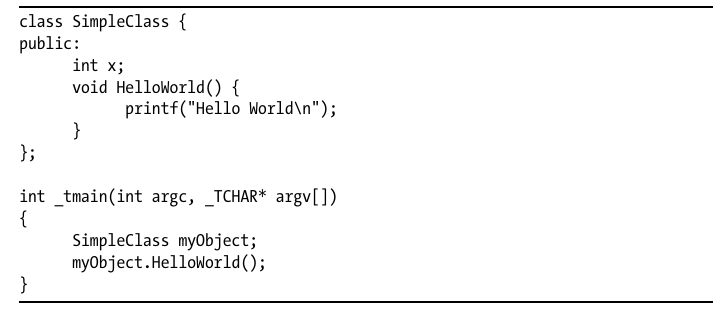 class SimpleClass {
public:
      int x;
      void HelloWorld() {
            printf("Hello World\n");
      }
};

int _tmain(int argc, _TCHAR* argv[])
{
      SimpleClass myObject;
      myObject.HelloWorld();
}